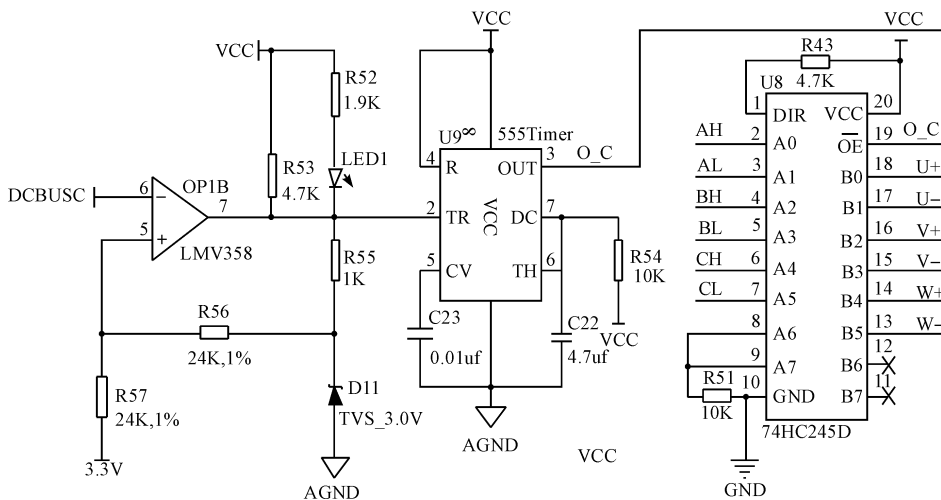 VCC
VCC
VCC
R52
1.9K
R43
4.7K
U8
U9∞
555Timer
1
DIR
VCC
20
AH
2
A0
OE
19
O_C
4
R
OUT
3
O_C
R53
4.7K
LED1
AL
3
A1
B0
18
U+
DCBUSC
6
−
OP1B
7
BH
4
A2
B1
17
U−
2
TR
VCC
DC
7
5
+
LMV358
BL
5
A3
B2
16
V+
R55
1K
R54
10K
5
CV
TH
6
CH
6
A4
B3
15
V−
CL
7
A5
B4
14
W+
R56
24K,1%
C23
0.01uf
C22
4.7uf
VCC
8
A6
B5
13
W−
9
A7
B6
12
R57
24K,1%
D11
TVS_3.0V
R51
10K
10
GND
B7
11
74HC245D
3.3V
AGND
AGND
VCC
GND